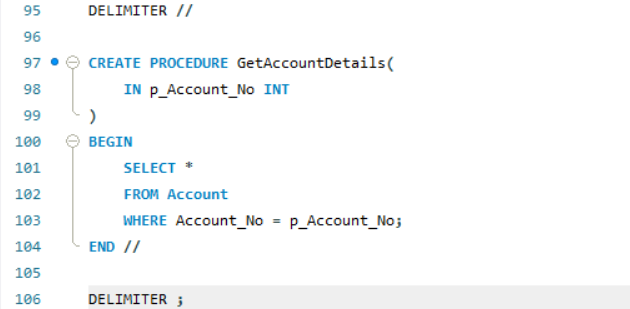 95 DELIMITER //
96
97 CREATE PROCEDURE GetAccountDetails(
98 IN p_Account_No INT
99 )
100 BEGIN
101 SELECT *
102 FROM Account
103 WHERE Account_No = p_Account_No;
104 END //
105
106 DELIMITER ;